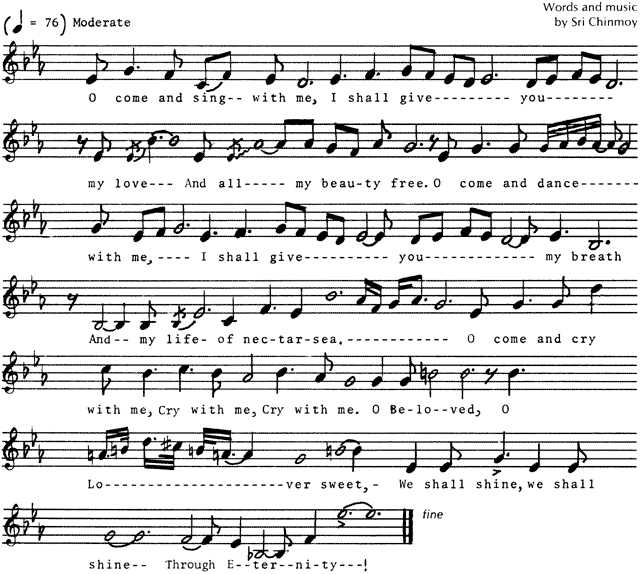 (♩ = 76) Moderate
Words and music
by Sri Chinmoy
O come and sing-- with me, I shall give--------- you--------
my love--- And all----- my beau-ty free. O come and dance-------
with me,---- I shall give--------- you----------- my breath
And-- my life- of nec-tar-sea.------------ O come and cry
with me, Cry with me, Cry with me. O Be-lo--ved, O
Lo---------------------ver sweet,- We shall shine, we shall
fine
shine-- Through E--ter--ni-ty---!